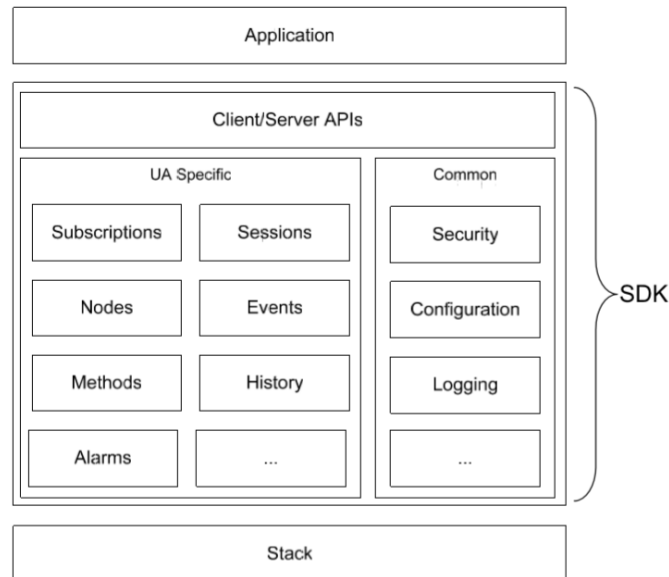 Application
Client/Server APIs
UA Specific
Common
Subscriptions
Sessions
Security
Nodes
Events
Configuration
SDK
Methods
History
Logging
Alarms
...
...
Stack